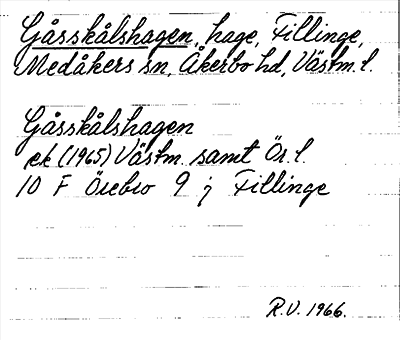 Gåsskålshagen, hage, Fillinge,
Medåkers sn, Åkerbo hd, Västm. l.
Gåsskålshagen
ek (1965) Västm. samt Ör. l.
10 F Örebro 9 j Fillinge
R.V. 1966.